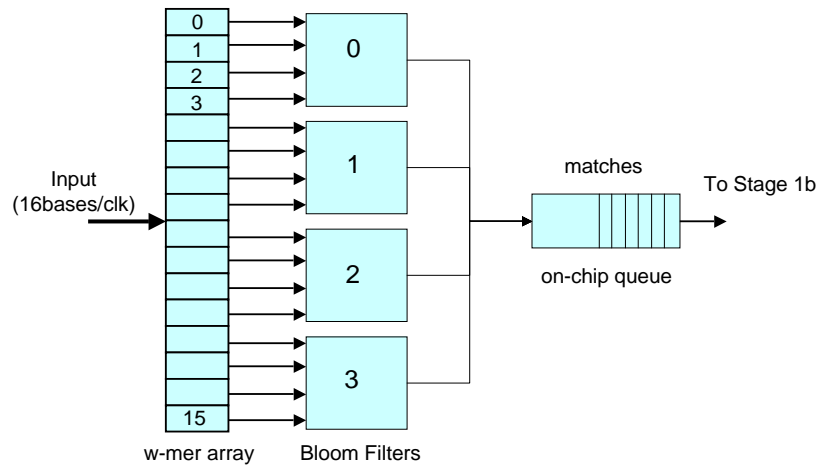 0
1
2
3
15
Input
(16bases/clk)
w-mer array
0
1
2
3
Bloom Filters
matches
on-chip queue
To Stage 1b